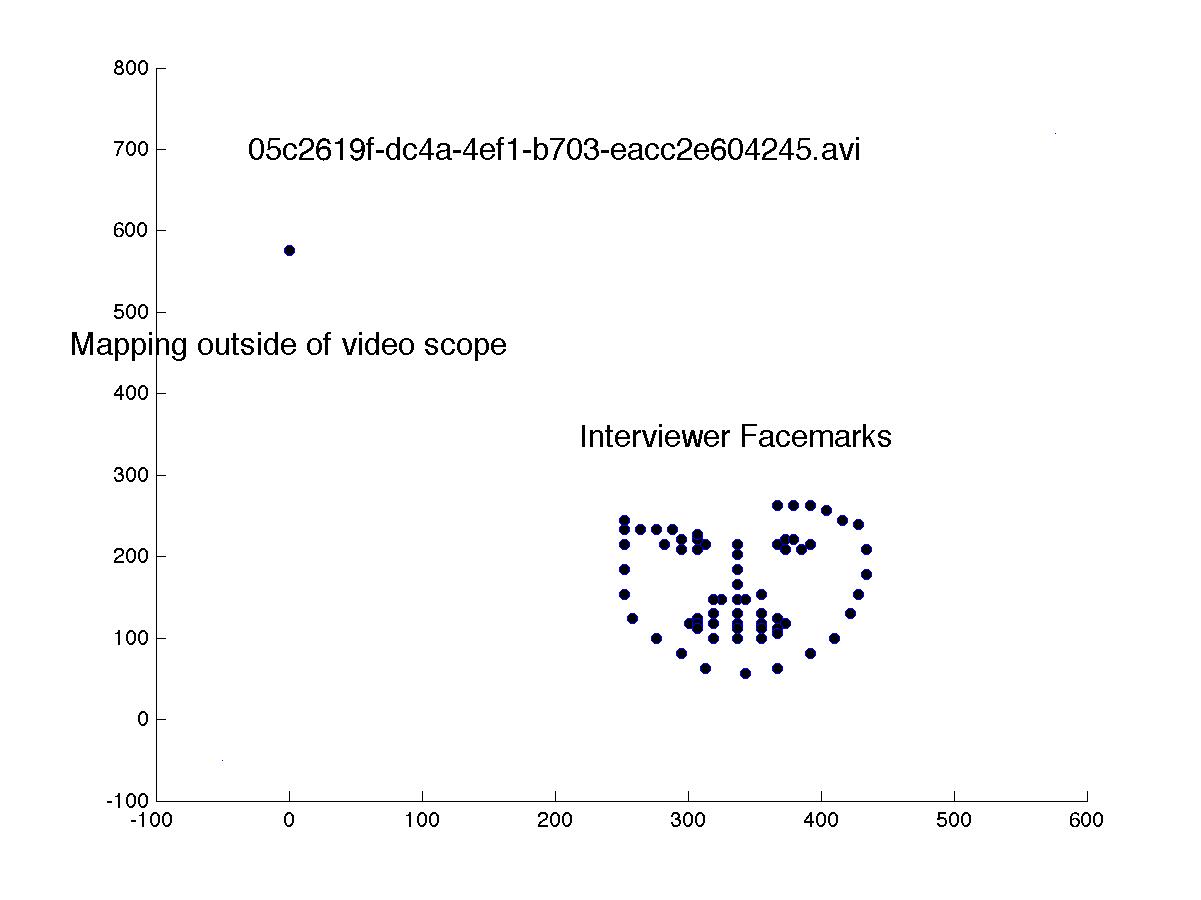 800
700
05c2619f-dc4a-4ef1-b703-eacc2e604245.avi
600
500
Mapping outside of video scope
400
Interviewer Facemarks
300
200
100
0
-100
-100 0 100 200 300 400 500 600